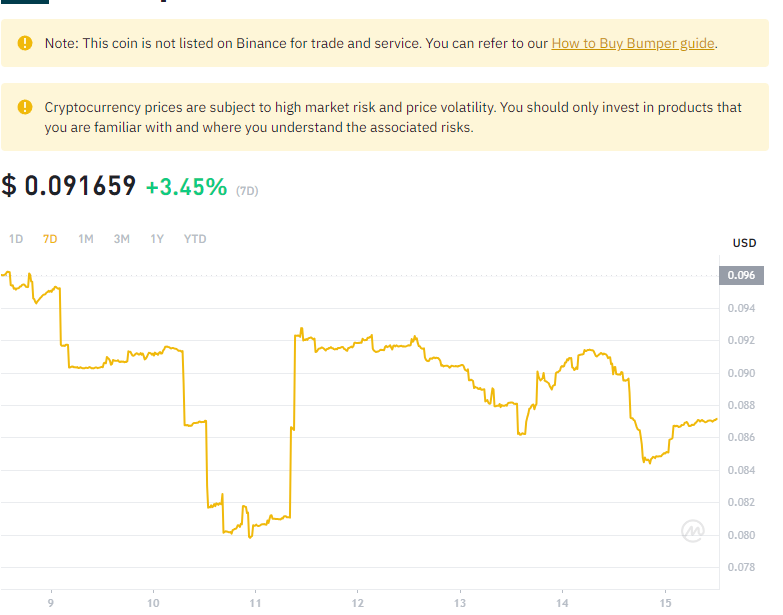 Note: This coin is not listed on Binance for trade and service. You can refer to our How to Buy Bumper guide.
Cryptocurrency prices are subject to high market risk and price volatility. You should only invest in products that
you are familiar with and where you understand the associated risks.
$ 0.091659 +3.45% (7D)
1D 7D 1M 3M 1Y YTD
USD
0.096
0.094
0.092
0.090
0.088
0.086
0.084
0.082
0.080
0.078
9 10 11 12 13 14 15